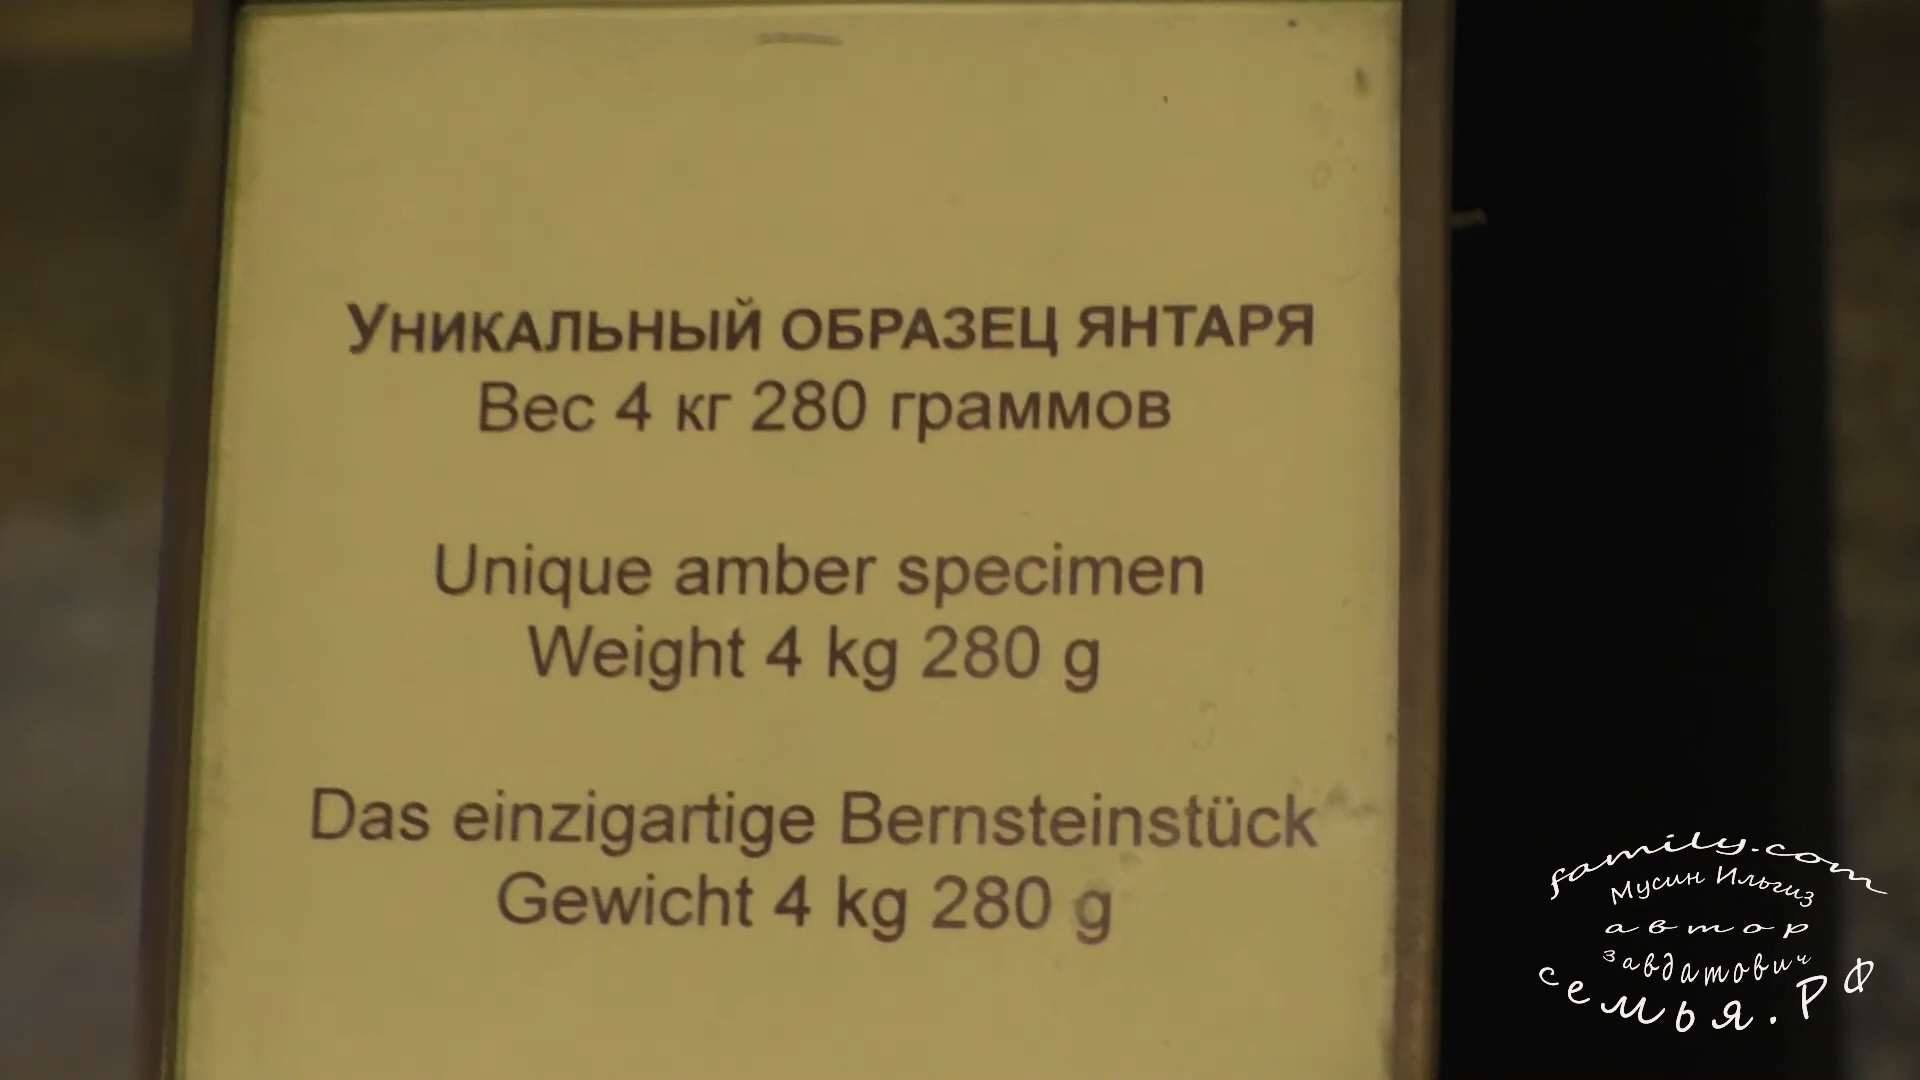 УНИКАЛЬНЫЙ ОБРАЗЕЦ ЯНТАРЯ
Вес 4 кг 280 граммов
Unique amber specimen
Weight 4 kg 280 g
Das einzigartige Bernsteinstück
Gewicht 4 kg 280 g
family.com
Мусин Ильгиз
автор
Завдатович
семья.РФ